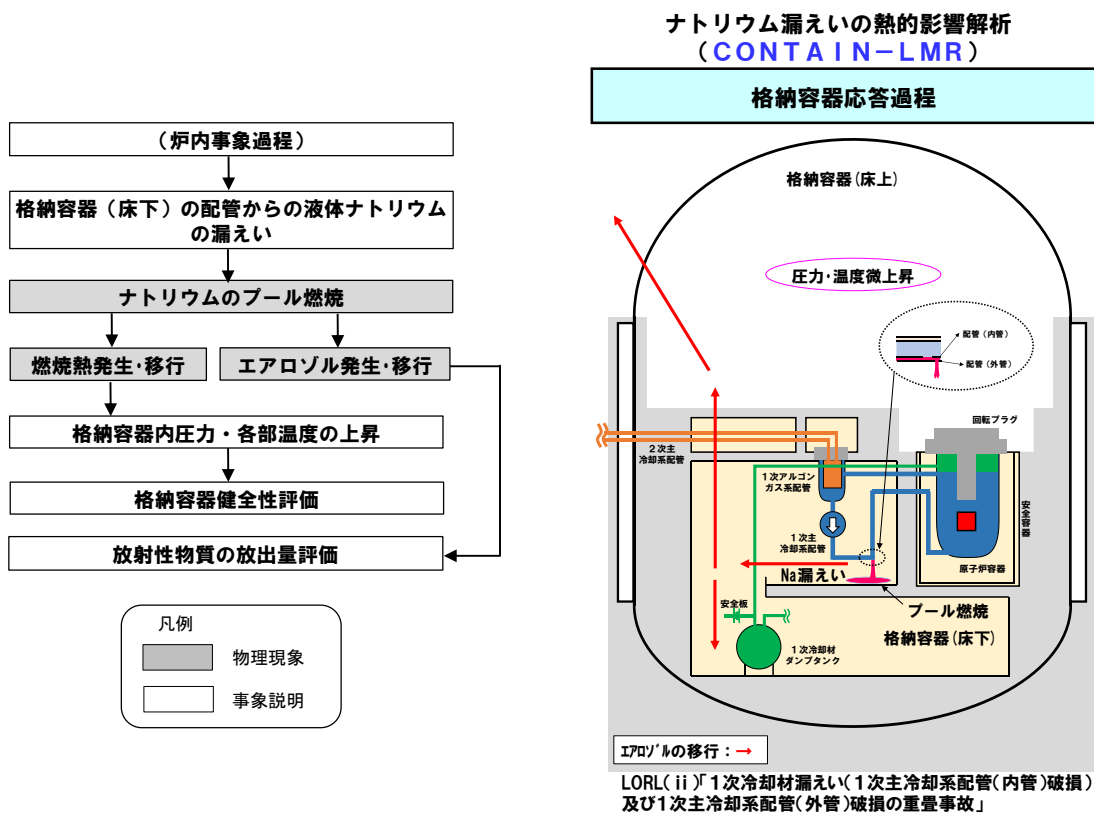 (炉内事象過程)
格納容器(床下)の配管からの液体ナトリウム
の漏えい
ナトリウムのプール燃焼
燃焼熱発生・移行
エアロゾル発生・移行
格納容器内圧力・各部温度の上昇
格納容器健全性評価
放射性物質の放出量評価
凡例
物理現象
事象説明
ナトリウム漏えいの熱的影響解析
(CONTAIN-LMR)
格納容器応答過程
格納容器(床上)
圧力・温度微上昇
配管(内管)
配管(外管)
回転プラグ
2次主
冷却系配管
1次アルゴン
ガス系配管
1次主
冷却系配管
安全容器
原子炉容器
Na漏えい
プール燃焼
安全板
格納容器(床下)
1次冷却材
ダンプタンク
エアロゾルの移行:→
LORL(ii)「1次冷却材漏えい(1次主冷却系配管(内管)破損)
及び1次主冷却系配管(外管)破損の重畳事故」